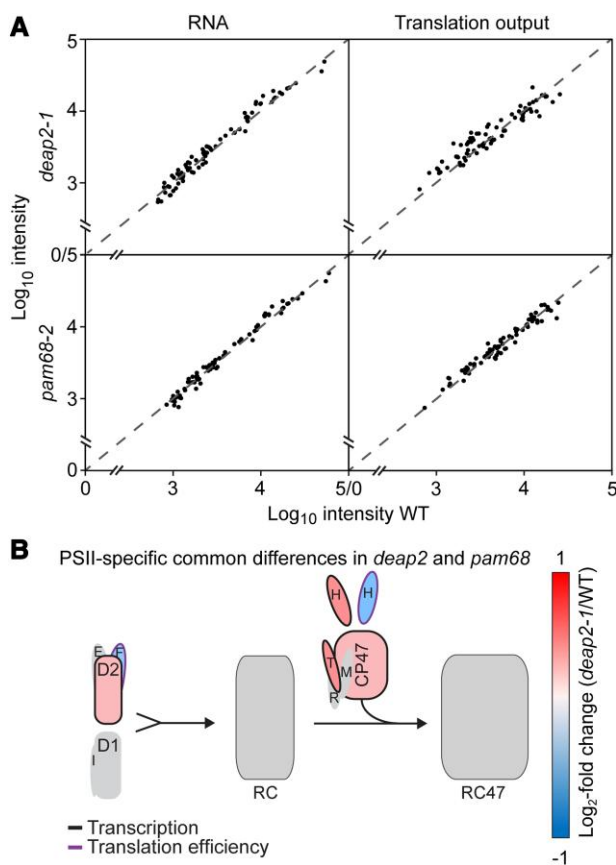 A
RNA Translation output
5
4
3
deap2-1
Log10 intensity
0/5
4
3
0
pam68-2
0 3 4 5/0 3 4 5
Log10 intensity WT
B
PSII-specific common differences in deap2 and pam68
1
H H
E F
D2
T M CP47
R
D1
I
RC RC47
Transcription
Translation efficiency
Log2-fold change (deap2-1/WT)
-1